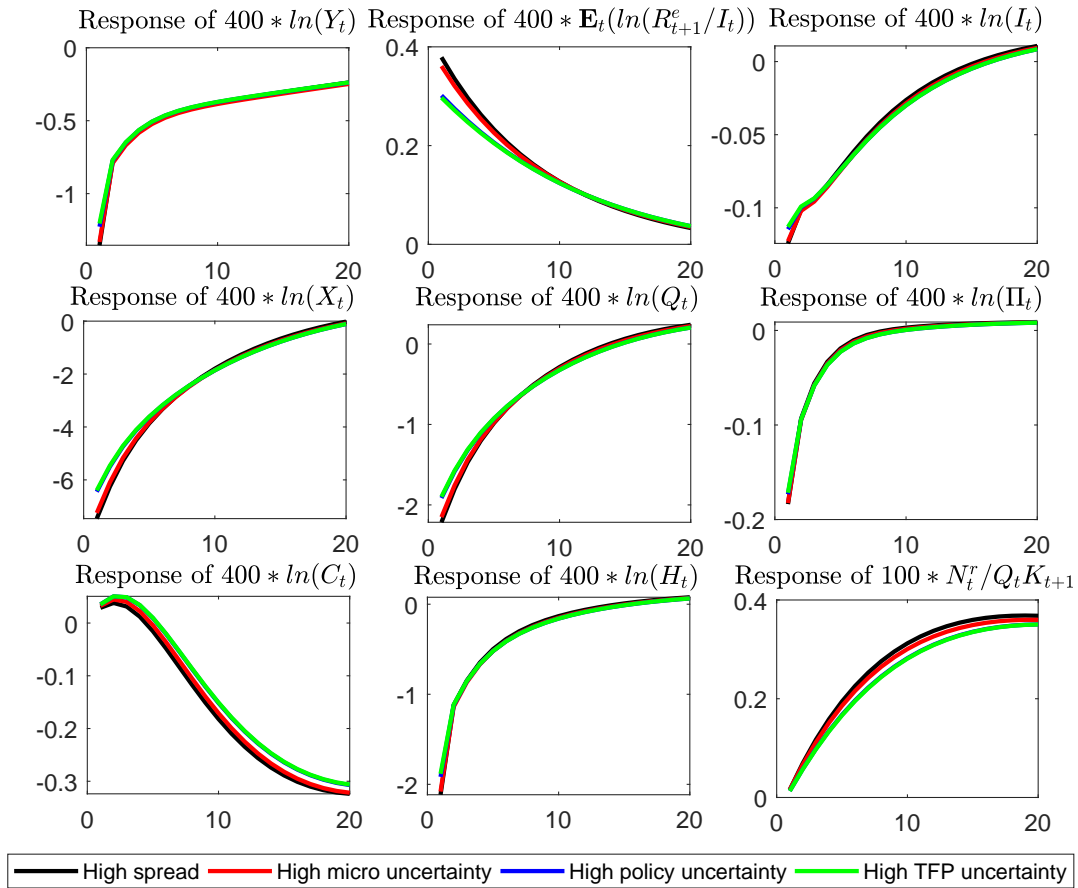 Response of 400 ∗ ln(Y_t)
Response of 400 ∗ E_t(ln(R^e_{t+1}/I_t))
Response of 400 ∗ ln(I_t)
0
-0.5
-1
0 10 20
0.4
0.2
0
0 10 20
0
-0.05
-0.1
0 10 20
Response of 400 ∗ ln(X_t)
Response of 400 ∗ ln(Q_t)
Response of 400 ∗ ln(Π_t)
0
-2
-4
-6
0 10 20
0
-1
-2
0 10 20
0
-0.1
-0.2
0 10 20
Response of 400 ∗ ln(C_t)
Response of 400 ∗ ln(H_t)
Response of 100 ∗ N^r_t/Q_tK_{t+1}
0
-0.1
-0.2
-0.3
0 10 20
0
-1
-2
0 10 20
0.4
0.2
0
0 10 20
High spread High micro uncertainty High policy uncertainty High TFP uncertainty